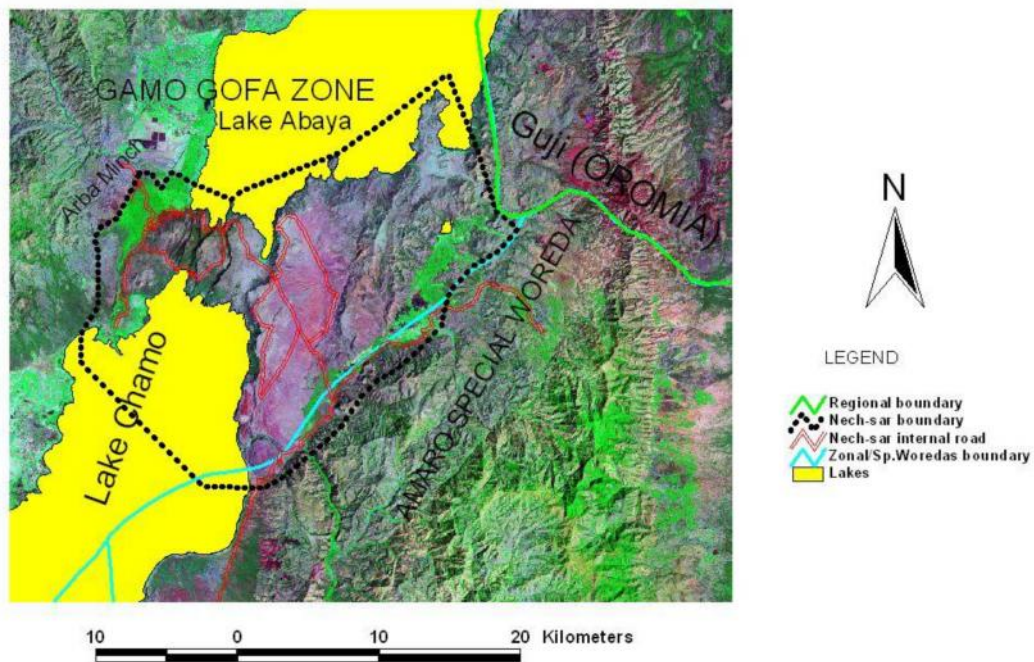 GAMO GOFA ZONE
Lake Abaya
Arba Minch
Guji (OROMIA)
AMARO SPECIAL WOREDA
Lake Chamo
N
LEGEND
Regional boundary
Nech-sar boundary
Nech-sar internal road
Zonal/Sp.Woredas boundary
Lakes
10 0 10 20 Kilometers